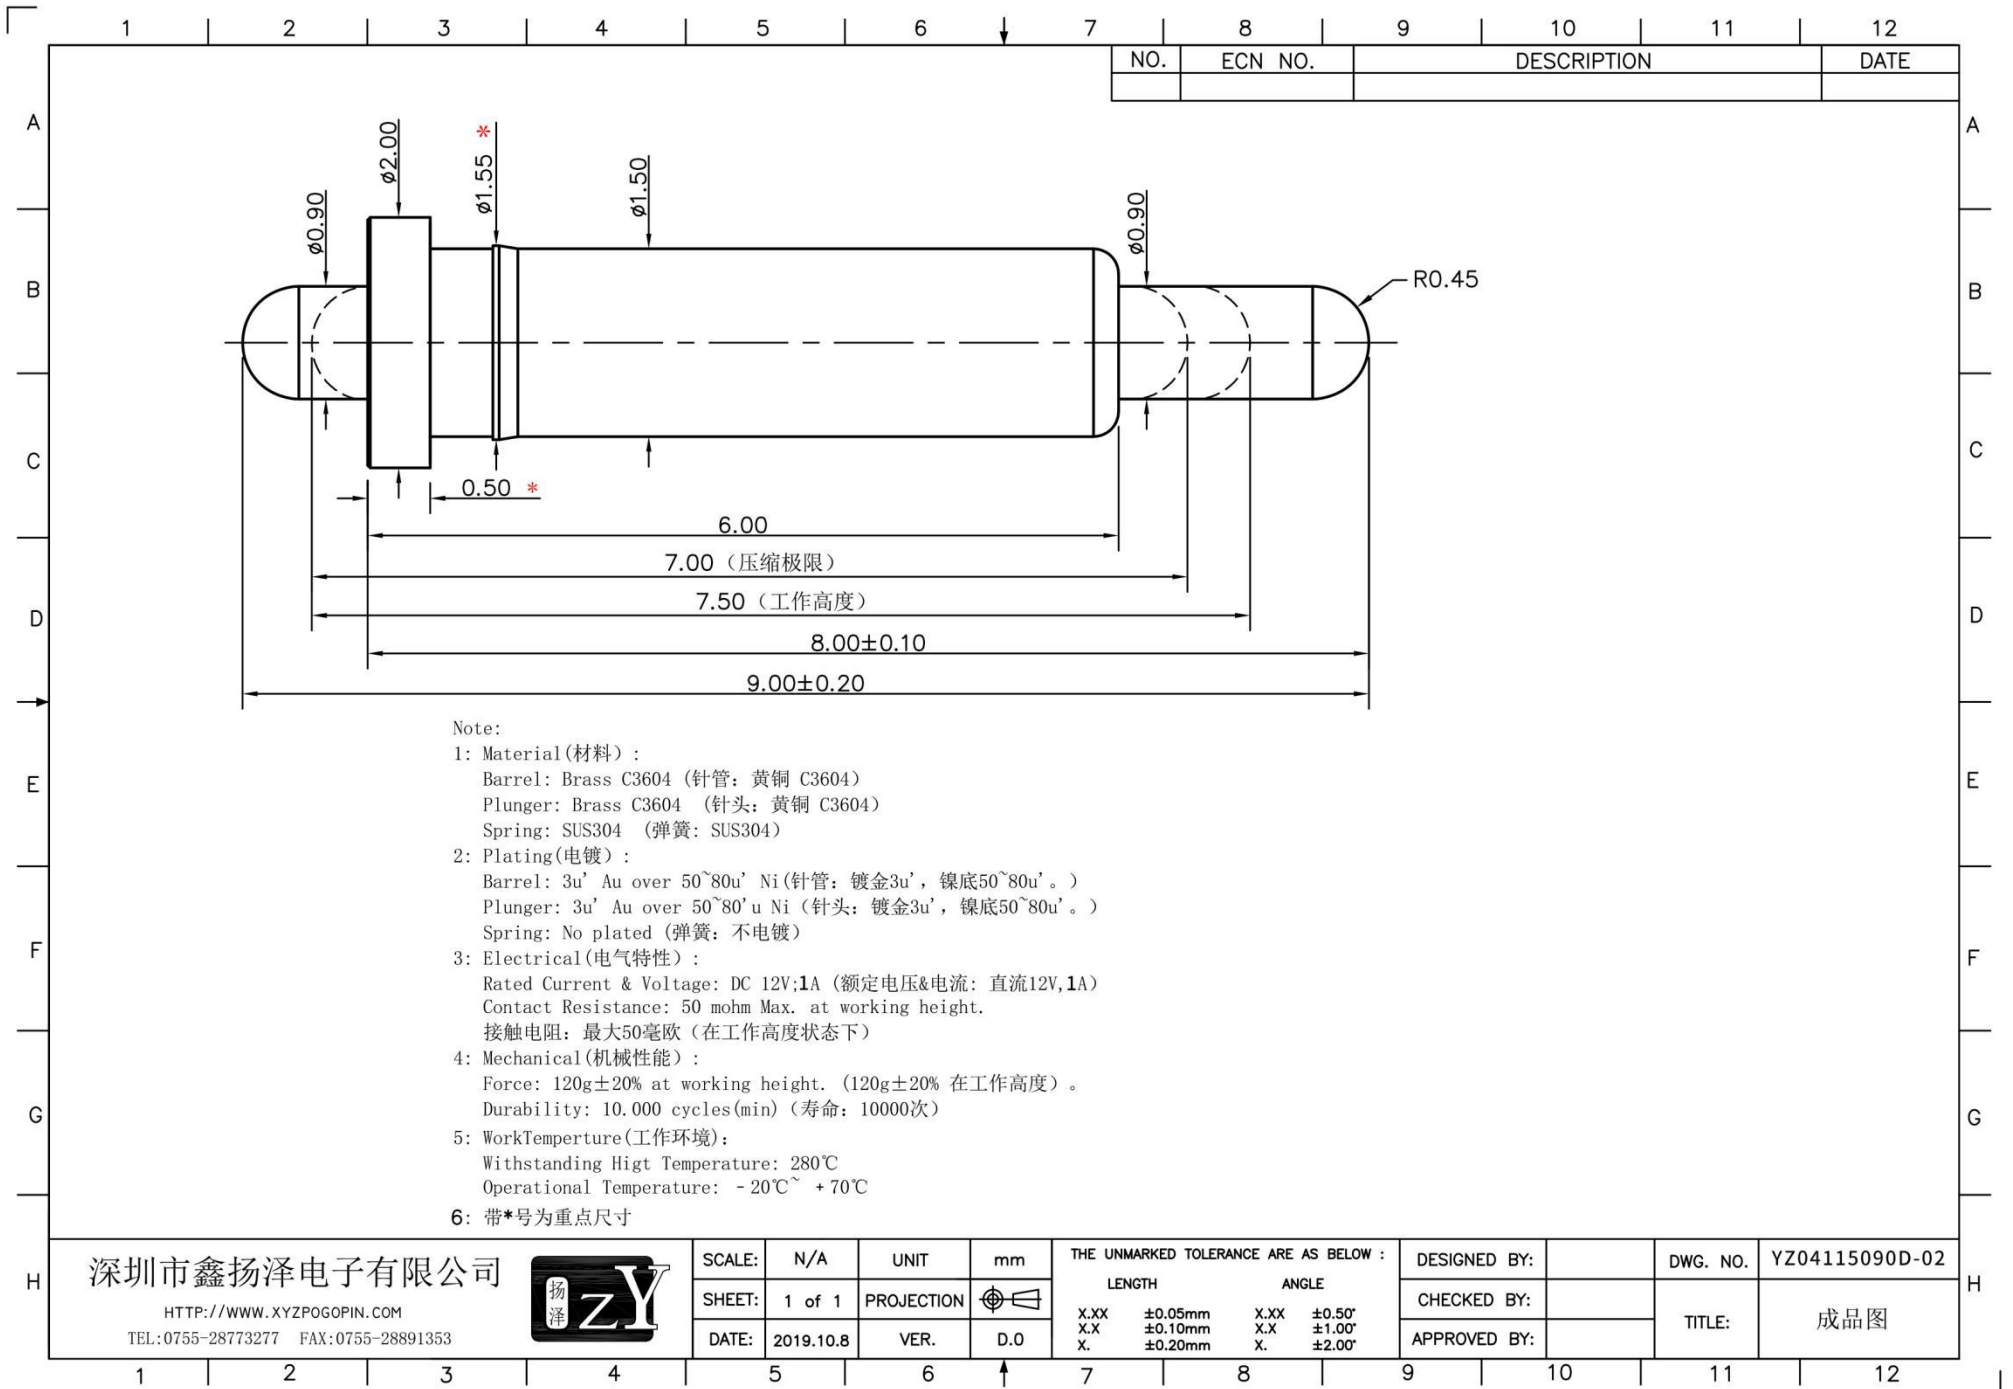 1 2 3 4 5 6 7 8 9 10 11 12
NO. ECN NO. DESCRIPTION DATE
A A
ø0.90 ø2.00 ø1.55 * ø1.50 ø0.90
B B
R0.45
C C
0.50 *
6.00
7.00（压缩极限）
7.50（工作高度）
D D
8.00±0.10
9.00±0.20
Note:
1: Material(材料）:
Barrel: Brass C3604 (针管: 黄铜 C3604)
Plunger: Brass C3604 (针头: 黄铜 C3604)
Spring: SUS304 (弹簧: SUS304)
E E
2: Plating(电镀）:
Barrel: 3u' Au over 50~80u' Ni(针管: 镀金3u', 镍底50~80u'。)
Plunger: 3u' Au over 50~80'u Ni (针头: 镀金3u', 镍底50~80u'。)
Spring: No plated (弹簧: 不电镀)
F F
3: Electrical(电气特性）:
Rated Current & Voltage: DC 12V;1A (额定电压&电流: 直流12V,1A)
Contact Resistance: 50 mohm Max. at working height.
接触电阻: 最大50毫欧（在工作高度状态下）
4: Mechanical(机械性能）:
Force: 120g±20% at working height. (120g±20% 在工作高度）。
Durability: 10.000 cycles(min)（寿命: 10000次）
G G
5: WorkTemperture(工作环境):
Withstanding Higt Temperature: 280℃
Operational Temperature: -20℃~ +70℃
6: 带*号为重点尺寸
H H
深圳市鑫扬泽电子有限公司
HTTP://WWW.XYZPOGOPIN.COM
TEL:0755-28773277 FAX:0755-28891353
扬泽 ZY
SCALE: N/A UNIT mm
SHEET: 1 of 1 PROJECTION
DATE: 2019.10.8 VER. D.0
THE UNMARKED TOLERANCE ARE AS BELOW :
LENGTH ANGLE
X.XX ±0.05mm X.XX ±0.50°
X.X ±0.10mm X.X ±1.00°
X. ±0.20mm X. ±2.00°
DESIGNED BY:
CHECKED BY:
APPROVED BY:
DWG. NO. YZ04115090D-02
TITLE: 成品图
1 2 3 4 5 6 7 8 9 10 11 12